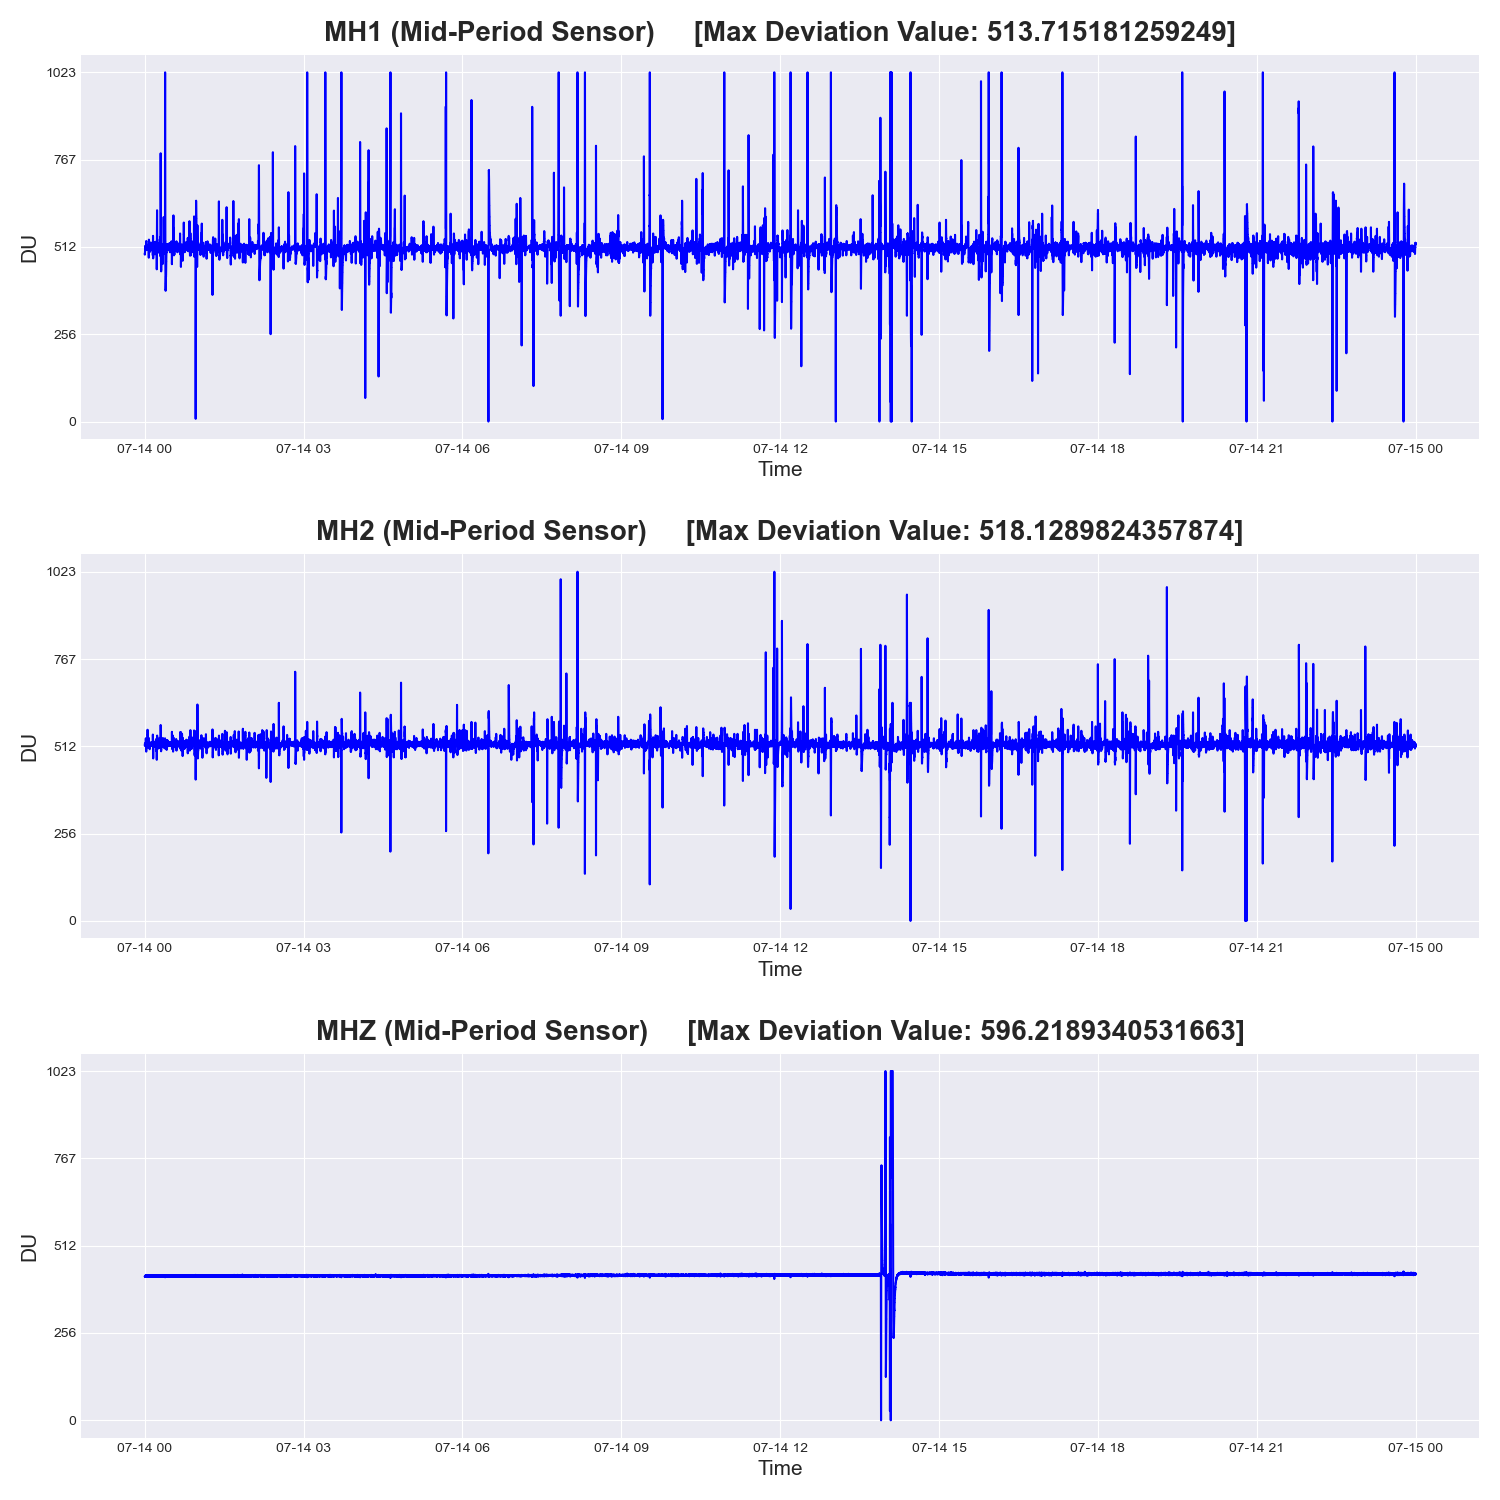 MH1 (Mid-Period Sensor) [Max Deviation Value: 513.715181259249]
1023
767
512
256
0
DU
07-14 00 07-14 03 07-14 06 07-14 09 07-14 12 07-14 15 07-14 18 07-14 21 07-15 00
Time
MH2 (Mid-Period Sensor) [Max Deviation Value: 518.1289824357874]
1023
767
512
256
0
DU
07-14 00 07-14 03 07-14 06 07-14 09 07-14 12 07-14 15 07-14 18 07-14 21 07-15 00
Time
MHZ (Mid-Period Sensor) [Max Deviation Value: 596.2189340531663]
1023
767
512
256
0
DU
07-14 00 07-14 03 07-14 06 07-14 09 07-14 12 07-14 15 07-14 18 07-14 21 07-15 00
Time